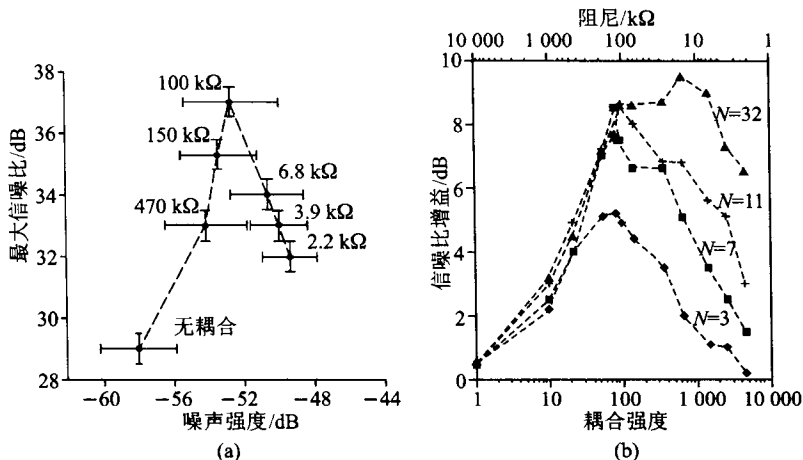 最大信噪比/dB
38
36
34
32
30
28
100 kΩ
150 kΩ
470 kΩ
6.8 kΩ
3.9 kΩ
2.2 kΩ
无耦合
−60
−56
−52
−48
−44
噪声强度/dB
(a)
阻尼/kΩ
10 000
1 000
100
10
1
信噪比增益/dB
10
8
6
4
2
0
N=32
N=11
N=7
N=3
1
10
100
1 000
10 000
耦合强度
(b)